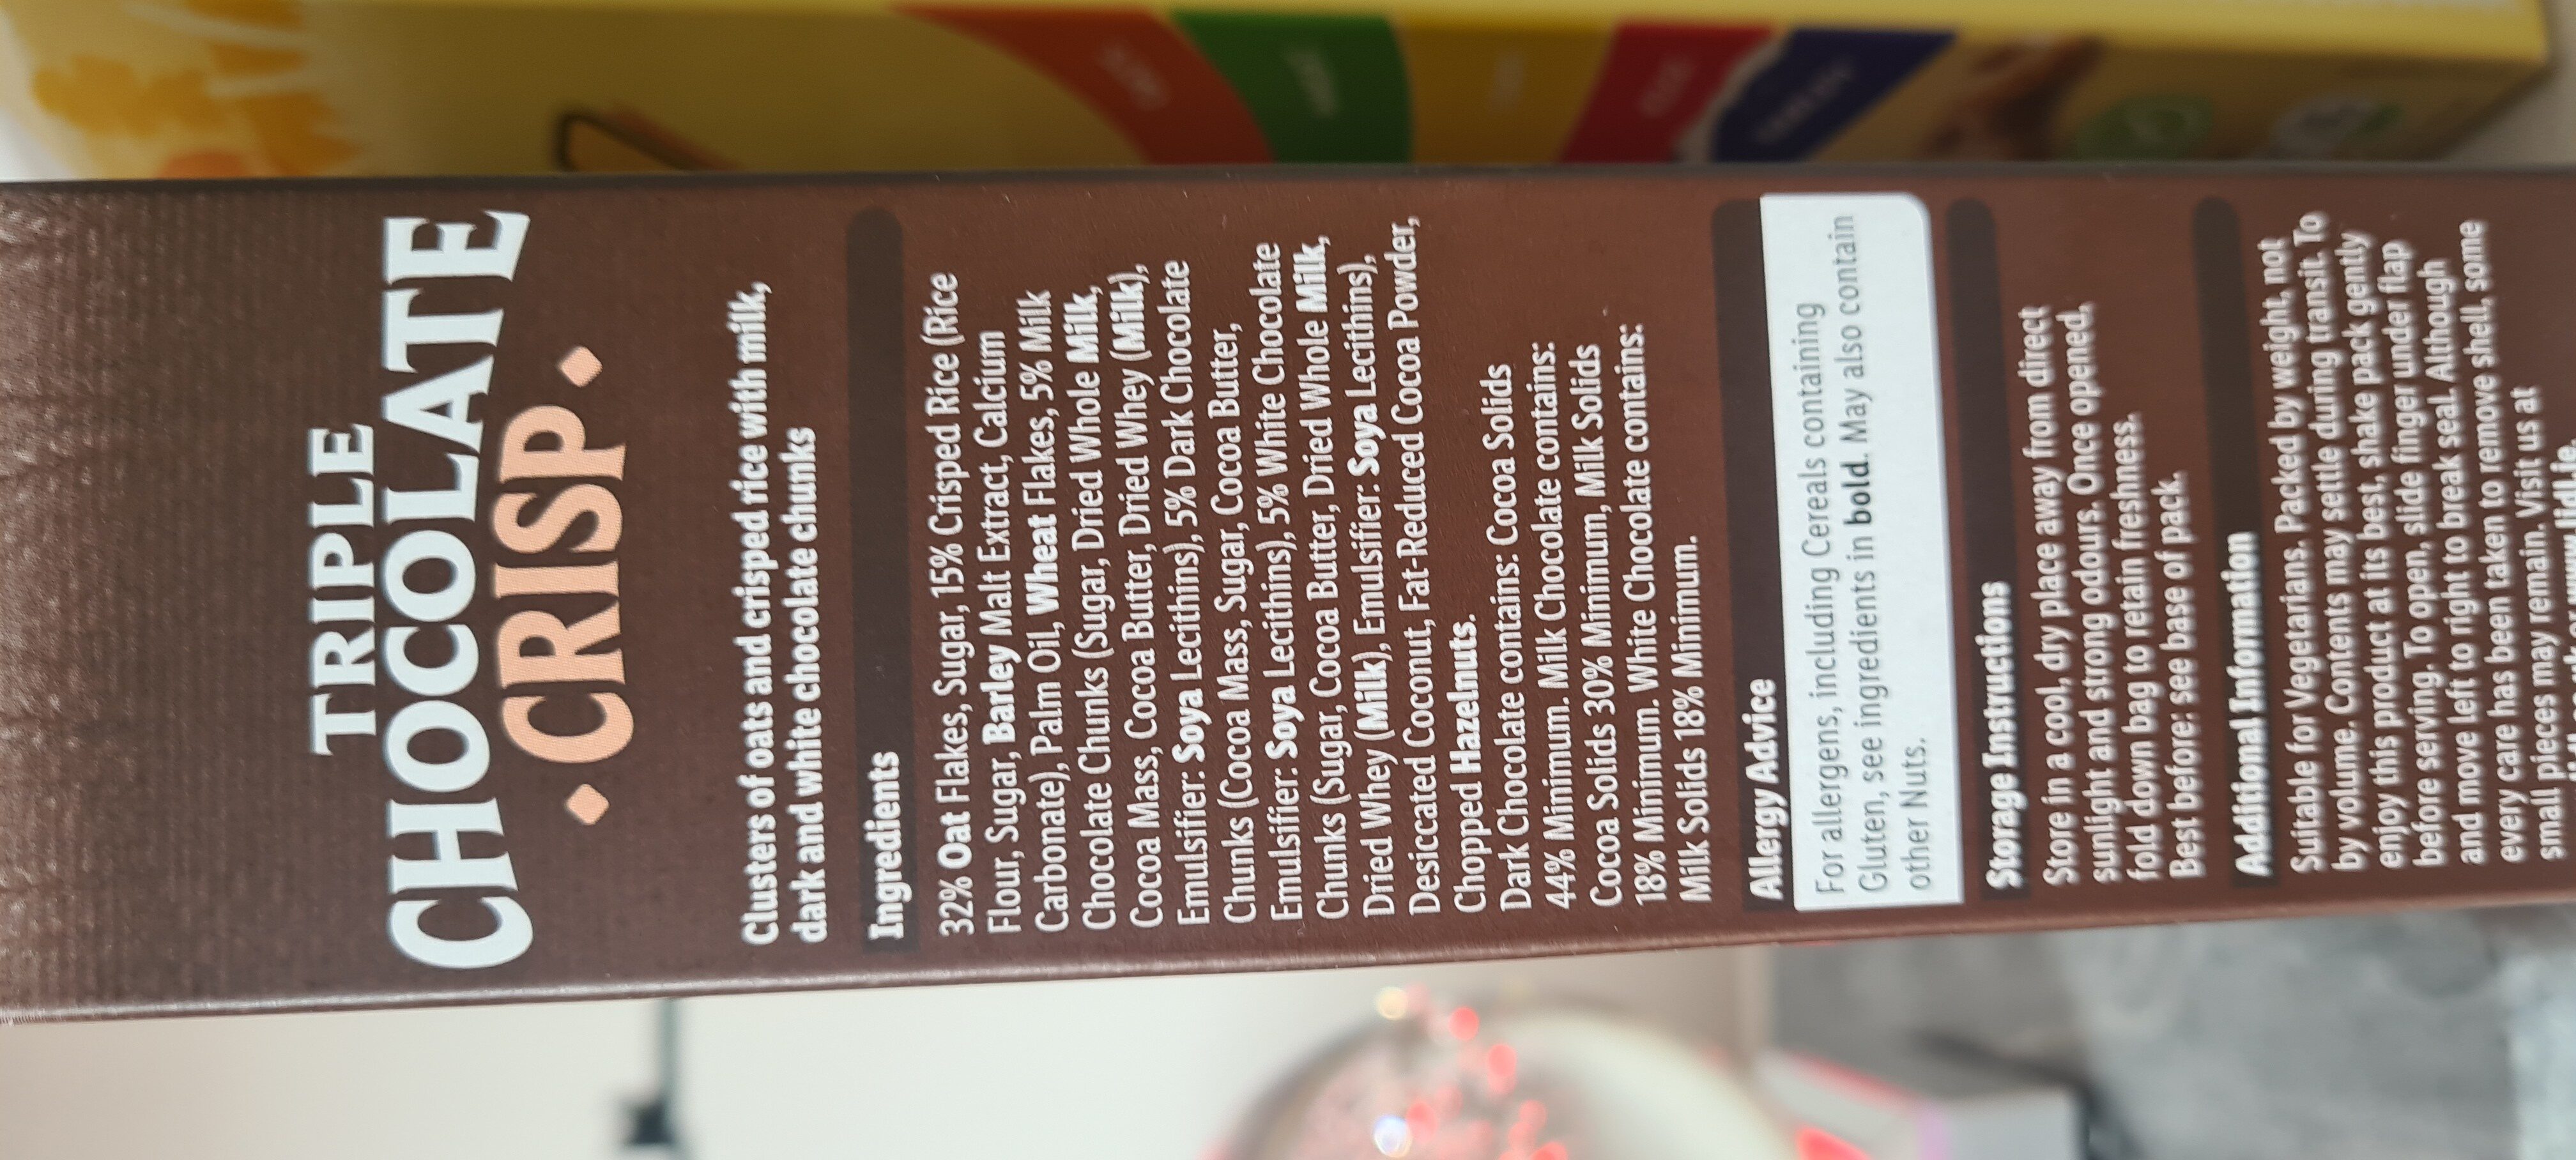 TRIPLE
CHOCOLATE
CRISP
Clusters of oats and crisped rice with milk,
dark and white chocolate chunks
Ingredients
32% Oat Flakes, Sugar, 15% Crisped Rice (Rice
Flour, Sugar, Barley Malt Extract, Calcium
Carbonate), Palm Oil, Wheat Flakes, 5% Milk
Chocolate Chunks (Sugar, Dried Whole Milk,
Cocoa Mass, Cocoa Butter, Dried Whey (Milk),
Emulsifier: Soya Lecithins), 5% Dark Chocolate
Chunks (Cocoa Mass, Sugar, Cocoa Butter,
Emulsifier: Soya Lecithins), 5% White Chocolate
Chunks (Sugar, Cocoa Butter, Dried Whole Milk,
Dried Whey (Milk), Emulsifier: Soya Lecithins),
Desiccated Coconut, Fat-Reduced Cocoa Powder,
Chopped Hazelnuts.
Dark Chocolate contains: Cocoa Solids
44% Minimum. Milk Chocolate contains:
Cocoa Solids 30% Minimum, Milk Solids
18% Minimum. White Chocolate contains:
Milk Solids 18% Minimum.
Allergy Advice
For allergens, including Cereals containing
Gluten, see ingredients in bold. May also contain
other Nuts.
Storage Instructions
Store in a cool, dry place away from direct
sunlight and strong odours. Once opened,
fold down bag to retain freshness.
Best before: see base of pack.
Additional Information
Suitable for Vegetarians. Packed by weight, not
by volume. Contents may settle during transit. To
enjoy this product at its best, shake pack gently
before serving. To open, slide finger under flap
and move left to right to break seal. Although
every care has been taken to remove shell, some
small pieces may remain. Visit us at